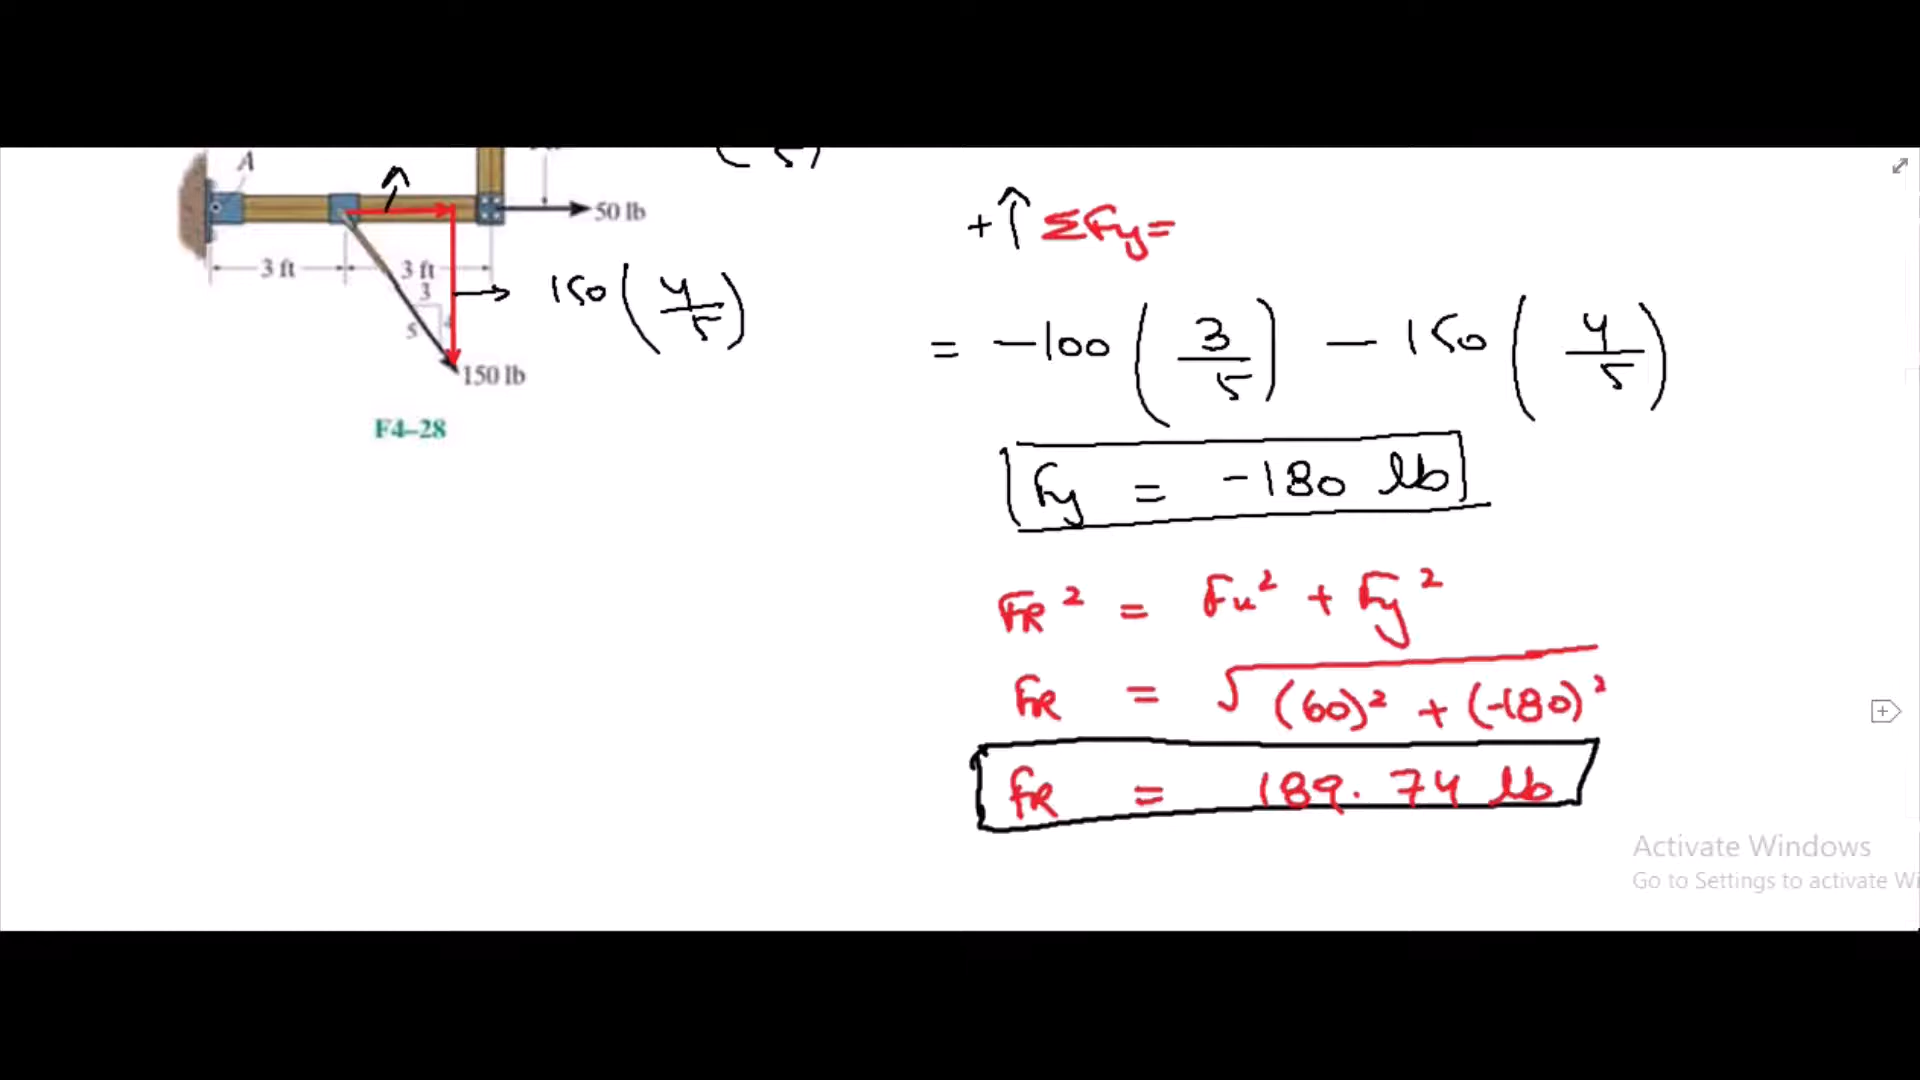 A
50 lb
3 ft
3 ft
3
5
4
150 lb
F4–28
150 (4/5)
+↑ ΣFy=
= -100 (3/5) - 150 (4/5)
Fy = -180 lb
FR² = Fx² + Fy²
FR = √(60)² + (-180)²
FR = 189.74 lb
Activate Windows
Go to Settings to activate Wi